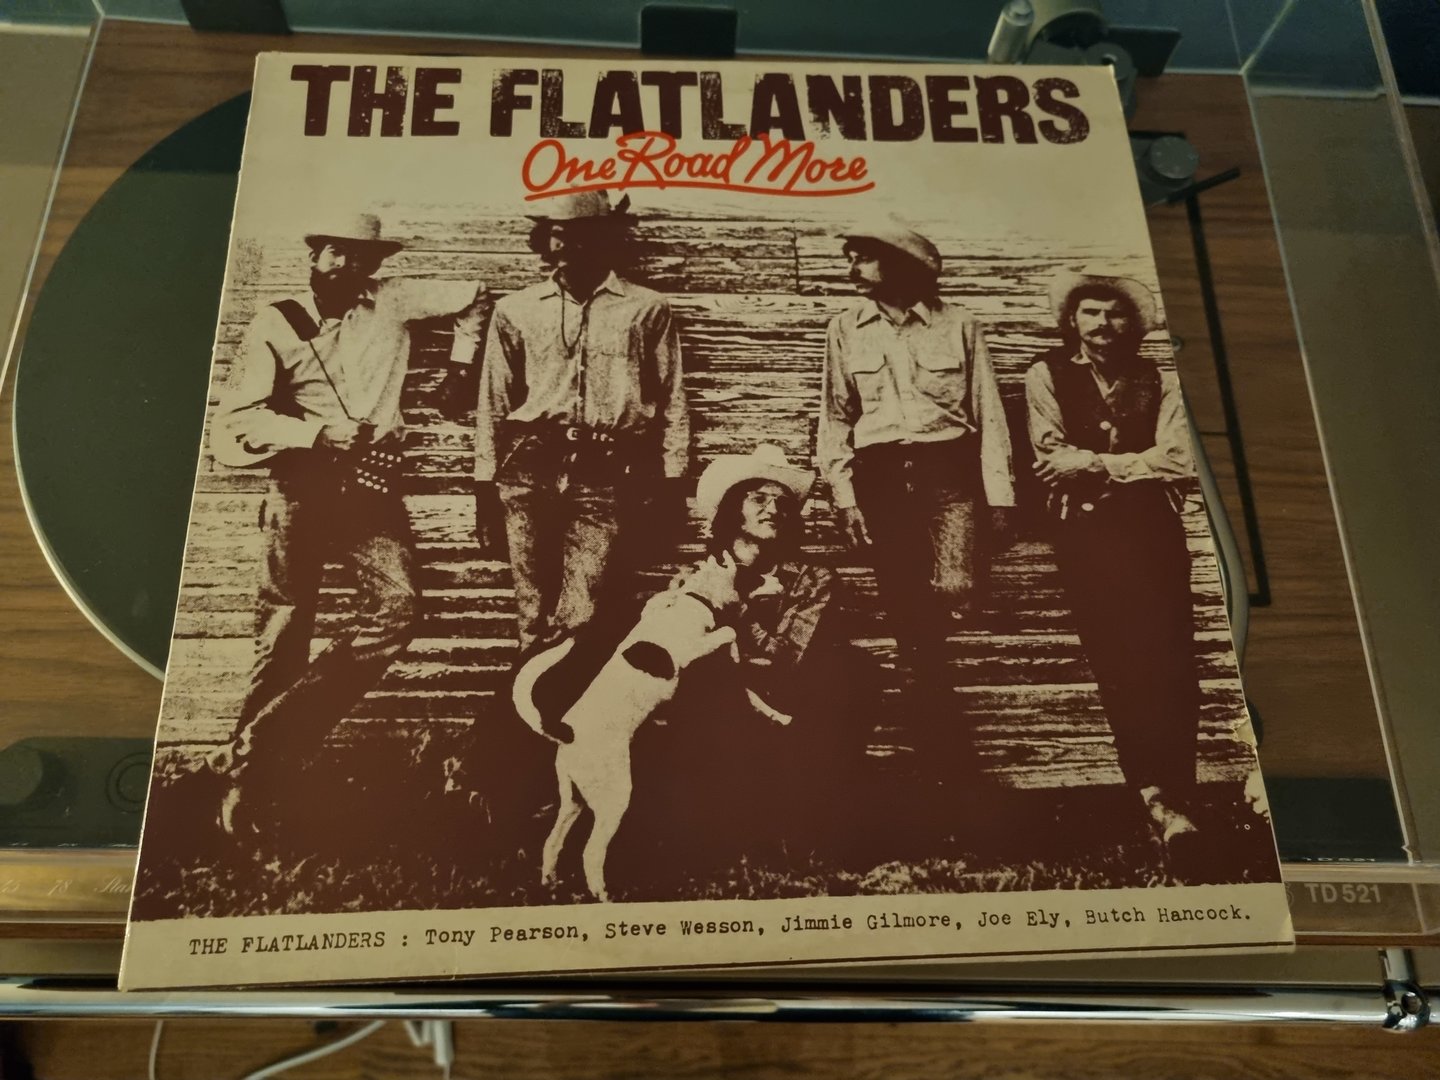 THE FLATLANDERS
One Road More
THE FLATLANDERS : Tony Pearson, Steve Wesson, Jimmie Gilmore, Joe Ely, Butch Hancock.
78
TD 521